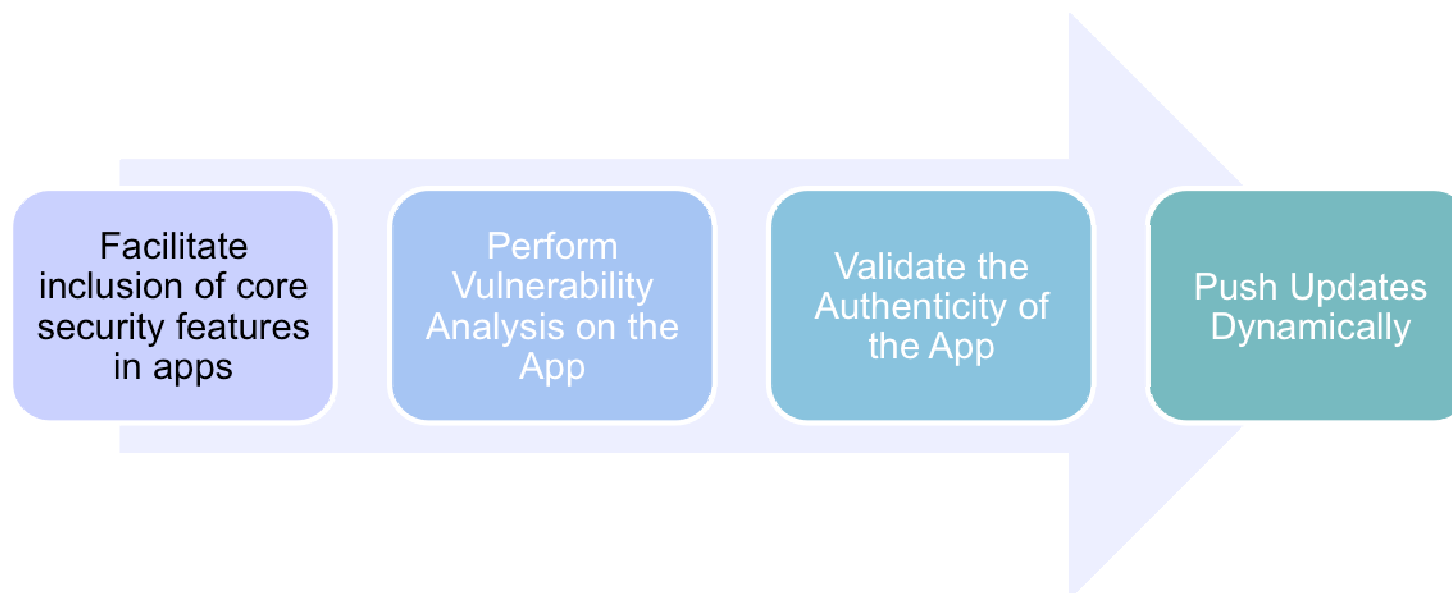 Facilitate
inclusion of core
security features
in apps
Perform
Vulnerability
Analysis on the
App
Validate the
Authenticity of
the App
Push Updates
Dynamically